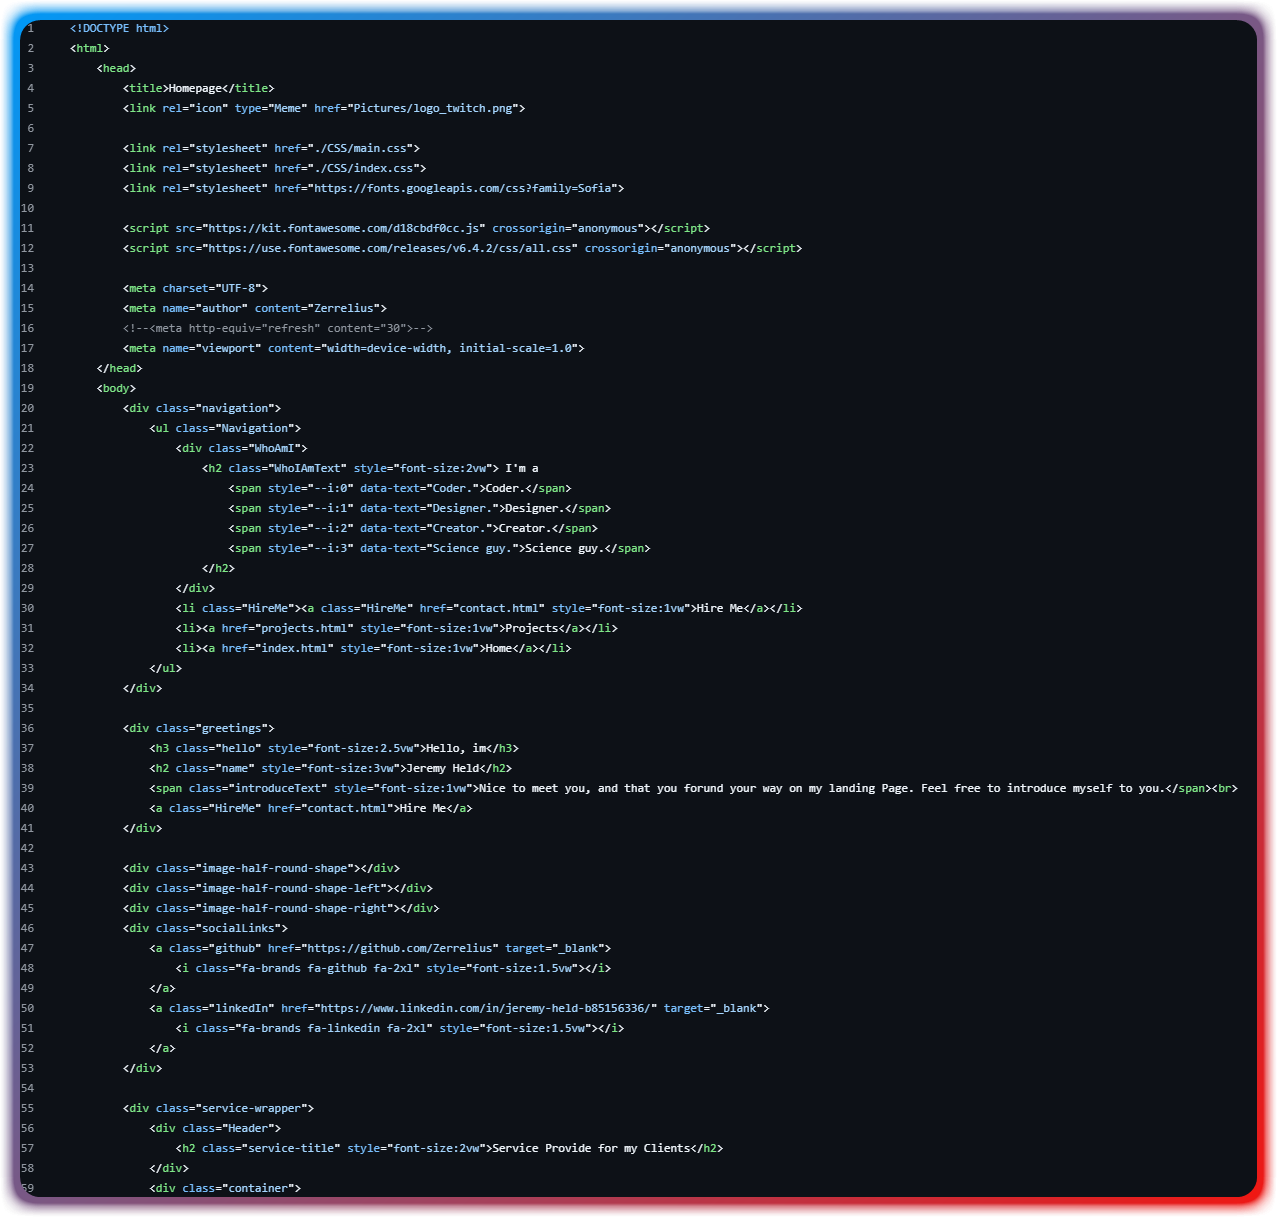 1 <!DOCTYPE html>
2 <html>
3 <head>
4 <title>Homepage</title>
5 <link rel="icon" type="Meme" href="Pictures/logo_twitch.png">
6
7 <link rel="stylesheet" href="./CSS/main.css">
8 <link rel="stylesheet" href="./CSS/index.css">
9 <link rel="stylesheet" href="https://fonts.googleapis.com/css?family=Sofia">
10
11 <script src="https://kit.fontawesome.com/d18cbdf0cc.js" crossorigin="anonymous"></script>
12 <script src="https://use.fontawesome.com/releases/v6.4.2/css/all.css" crossorigin="anonymous"></script>
13
14 <meta charset="UTF-8">
15 <meta name="author" content="Zerrelius">
16 <!--<meta http-equiv="refresh" content="30">-->
17 <meta name="viewport" content="width=device-width, initial-scale=1.0">
18 </head>
19 <body>
20 <div class="navigation">
21 <ul class="Navigation">
22 <div class="WhoAmI">
23 <h2 class="WhoIAmText" style="font-size:2vw"> I'm a
24 <span style="--i:0" data-text="Coder.">Coder.</span>
25 <span style="--i:1" data-text="Designer.">Designer.</span>
26 <span style="--i:2" data-text="Creator.">Creator.</span>
27 <span style="--i:3" data-text="Science guy.">Science guy.</span>
28 </h2>
29 </div>
30 <li class="HireMe"><a class="HireMe" href="contact.html" style="font-size:1vw">Hire Me</a></li>
31 <li><a href="projects.html" style="font-size:1vw">Projects</a></li>
32 <li><a href="index.html" style="font-size:1vw">Home</a></li>
33 </ul>
34 </div>
35
36 <div class="greetings">
37 <h3 class="hello" style="font-size:2.5vw">Hello, im</h3>
38 <h2 class="name" style="font-size:3vw">Jeremy Held</h2>
39 <span class="introduceText" style="font-size:1vw">Nice to meet you, and that you forund your way on my landing Page. Feel free to introduce myself to you.</span><br>
40 <a class="HireMe" href="contact.html">Hire Me</a>
41 </div>
42
43 <div class="image-half-round-shape"></div>
44 <div class="image-half-round-shape-left"></div>
45 <div class="image-half-round-shape-right"></div>
46 <div class="socialLinks">
47 <a class="github" href="https://github.com/Zerrelius" target="_blank">
48 <i class="fa-brands fa-github fa-2xl" style="font-size:1.5vw"></i>
49 </a>
50 <a class="linkedIn" href="https://www.linkedin.com/in/jeremy-held-b85156336/" target="_blank">
51 <i class="fa-brands fa-linkedin fa-2xl" style="font-size:1.5vw"></i>
52 </a>
53 </div>
54
55 <div class="service-wrapper">
56 <div class="Header">
57 <h2 class="service-title" style="font-size:2vw">Service Provide for my Clients</h2>
58 </div>
59 <div class="container">